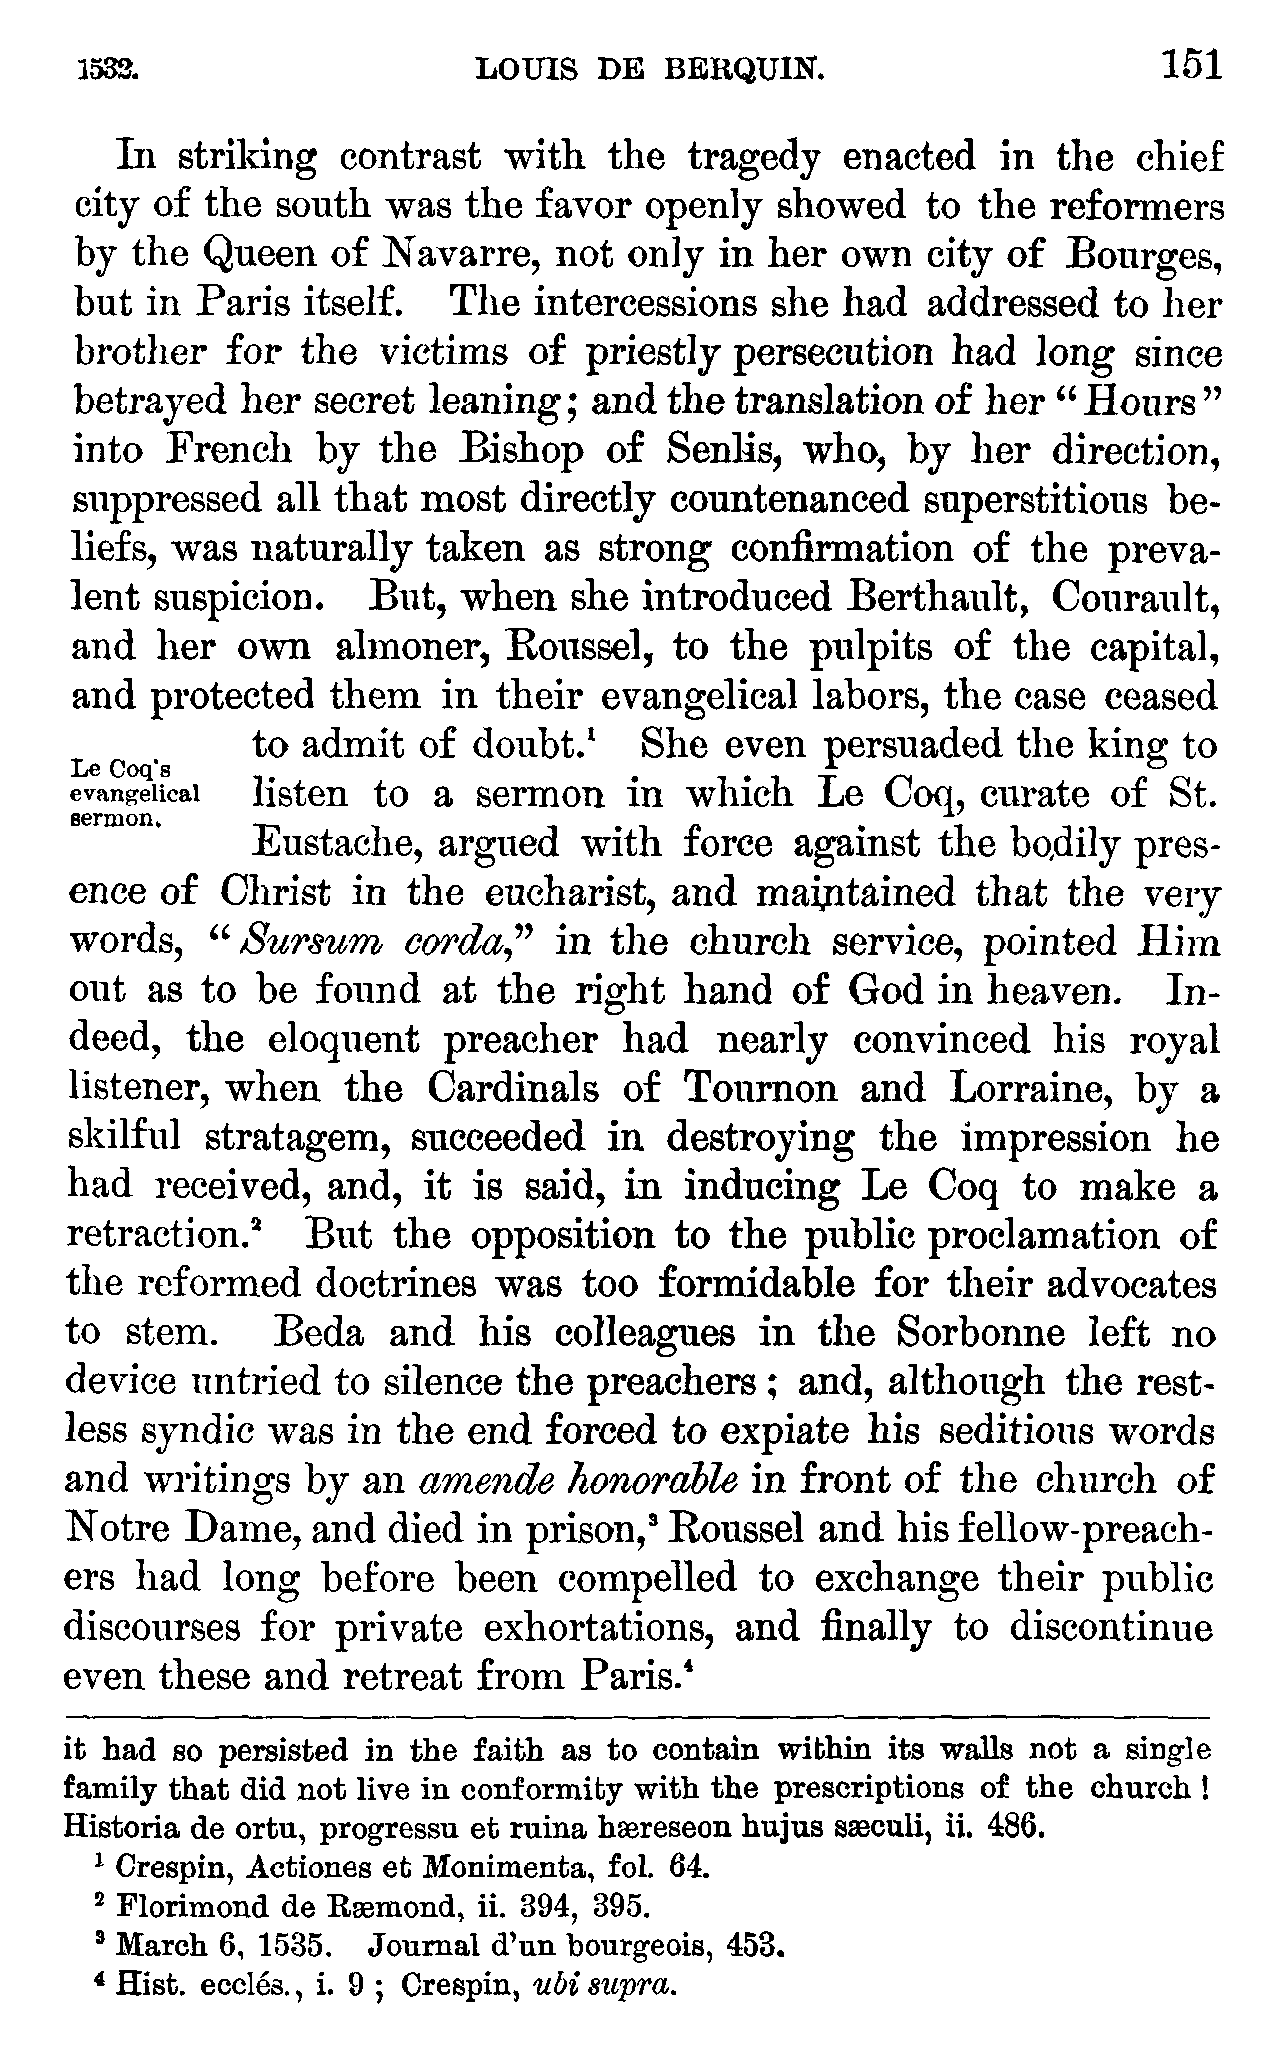 1532. LOUIS DE BERQUIN. 151
In striking contrast with the tragedy enacted in the chief
city of the south was the favor openly showed to the reformers
by the Queen of Navarre, not only in her own city of Bourges,
but in Paris itself. The intercessions she had addressed to her
brother for the victims of priestly persecution had long since
betrayed her secret leaning; and the translation of her “Hours”
into French by the Bishop of Senlis, who, by her direction,
suppressed all that most directly countenanced superstitious be-
liefs, was naturally taken as strong confirmation of the preva-
lent suspicion. But, when she introduced Berthault, Courault,
and her own almoner, Roussel, to the pulpits of the capital,
and protected them in their evangelical labors, the case ceased
to admit of doubt.¹ She even persuaded the king to
Le Coq's
evangelical
sermon.
listen to a sermon in which Le Coq, curate of St.
Eustache, argued with force against the bodily pres-
ence of Christ in the eucharist, and maintained that the very
words, “Sursum corda,” in the church service, pointed Him
out as to be found at the right hand of God in heaven. In-
deed, the eloquent preacher had nearly convinced his royal
listener, when the Cardinals of Tournon and Lorraine, by a
skilful stratagem, succeeded in destroying the impression he
had received, and, it is said, in inducing Le Coq to make a
retraction.² But the opposition to the public proclamation of
the reformed doctrines was too formidable for their advocates
to stem. Beda and his colleagues in the Sorbonne left no
device untried to silence the preachers; and, although the rest-
less syndic was in the end forced to expiate his seditious words
and writings by an amende honorable in front of the church of
Notre Dame, and died in prison,³ Roussel and his fellow-preach-
ers had long before been compelled to exchange their public
discourses for private exhortations, and finally to discontinue
even these and retreat from Paris.⁴
it had so persisted in the faith as to contain within its walls not a single
family that did not live in conformity with the prescriptions of the church!
Historia de ortu, progressu et ruina hæreseon hujus sæculi, ii. 486.
¹ Crespin, Actiones et Monimenta, fol. 64.
² Florimond de Ræmond, ii. 394, 395.
³ March 6, 1535. Journal d'un bourgeois, 453.
⁴ Hist. ecclés., i. 9; Crespin, ubi supra.